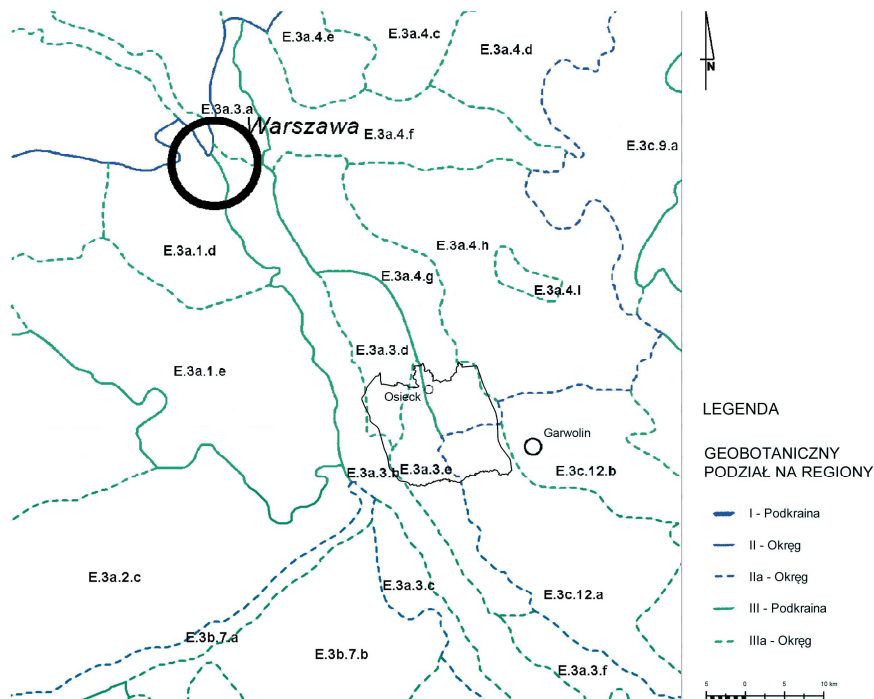 E.3a.4.e
E.3a.4.c
E.3a.4.d
N
E.3a.3.a
Warszawa
E.3a.4.f
E.3c.9.a
E.3a.1.d
E.3a.4.h
E.3a.4.g
E.3a.4.l
E.3a.3.d
E.3a.1.e
Osieck
Garwolin
E.3a.3.b
E.3a.3.e
E.3c.12.b
E.3a.2.c
E.3a.3.c
E.3c.12.a
E.3b.7.a
E.3b.7.b
E.3a.3.f
LEGENDA
GEOBOTANICZNY
PODZIAŁ NA REGIONY
I - Podkraina
II - Okręg
IIa - Okręg
III - Podkraina
IIIa - Okręg
5 0 5 10 km